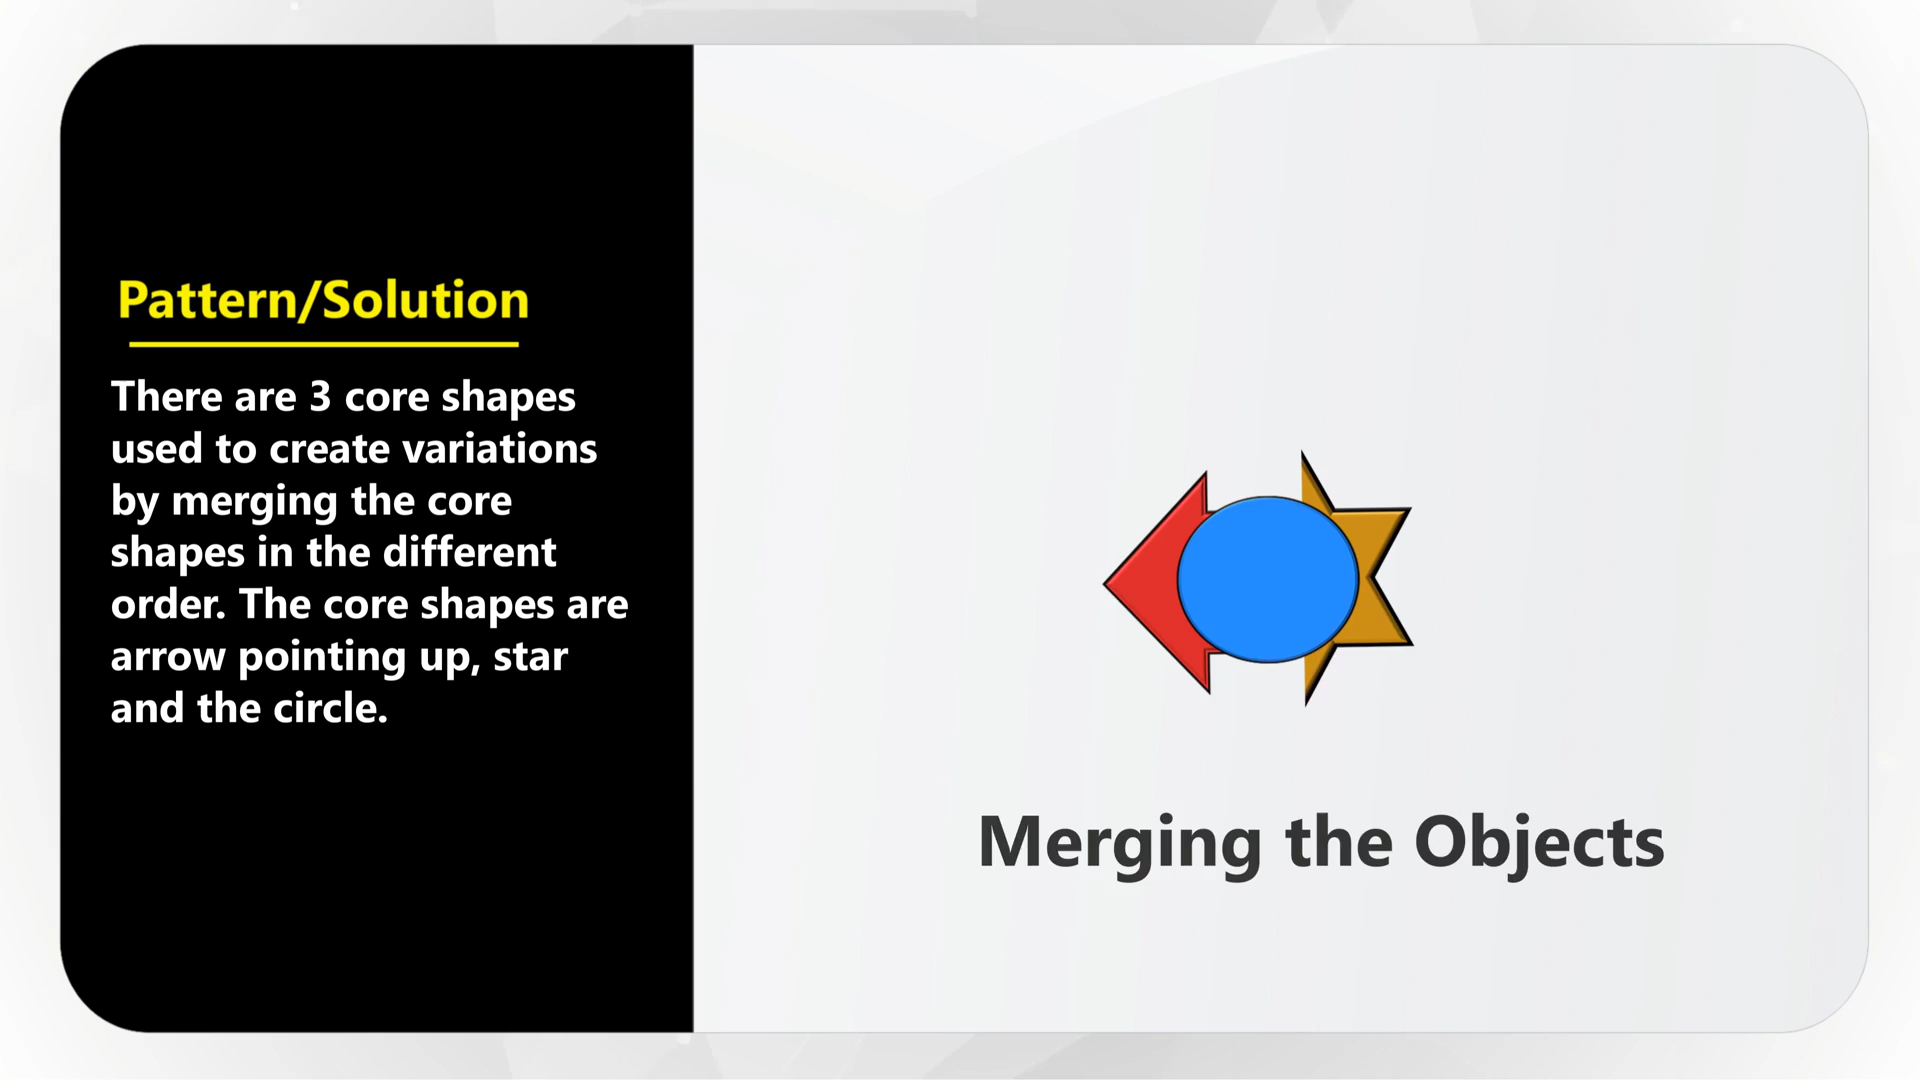 Pattern/Solution
There are 3 core shapes
used to create variations
by merging the core
shapes in the different
order. The core shapes are
arrow pointing up, star
and the circle.
Merging the Objects